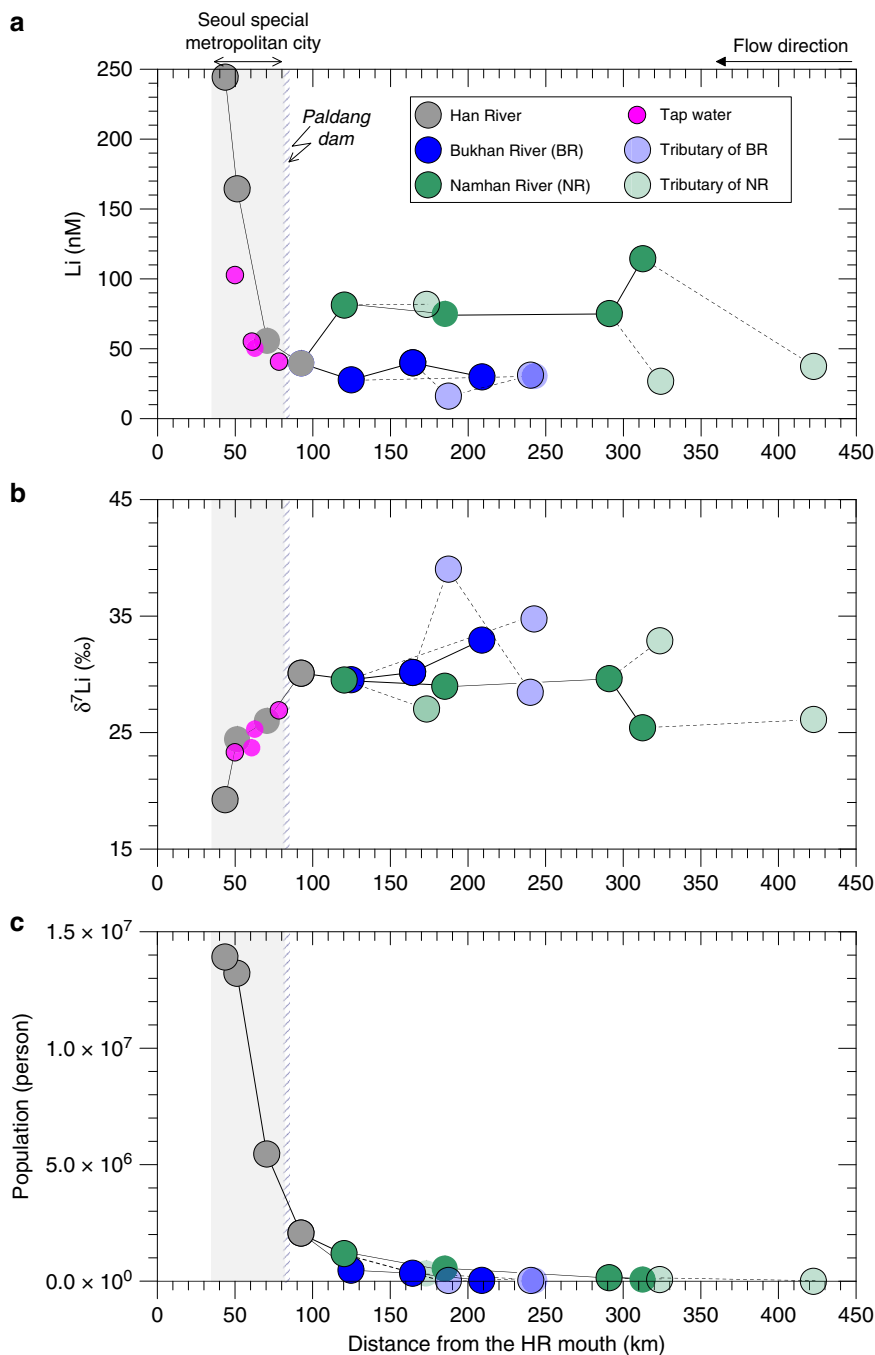 a
Seoul special
metropolitan city
Flow direction
Paldang
dam
Han River
Bukhan River (BR)
Namhan River (NR)
Tap water
Tributary of BR
Tributary of NR
Li (nM)
250
200
150
100
50
0
0 50 100 150 200 250 300 350 400 450
b
δ⁷Li (‰)
45
35
25
15
0 50 100 150 200 250 300 350 400 450
c
Population (person)
1.5 × 10⁷
1.0 × 10⁷
5.0 × 10⁶
0.0 × 10⁰
0 50 100 150 200 250 300 350 400 450
Distance from the HR mouth (km)